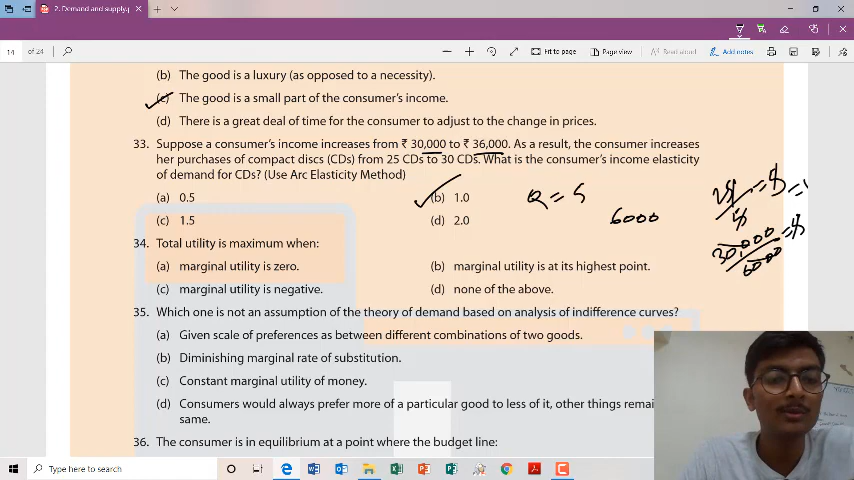 2. Demand and supply.p
14 of 24
Fit to page
Page view
Read aloud
Add notes
(b) The good is a luxury (as opposed to a necessity).
(c) The good is a small part of the consumer's income.
(d) There is a great deal of time for the consumer to adjust to the change in prices.
33. Suppose a consumer's income increases from ₹ 30,000 to ₹ 36,000. As a result, the consumer increases
her purchases of compact discs (CDs) from 25 CDs to 30 CDs. What is the consumer's income elasticity
of demand for CDs? (Use Arc Elasticity Method)
(a) 0.5 (b) 1.0
(c) 1.5 (d) 2.0
Q = 5
6000
30,000
6000
34. Total utility is maximum when:
(a) marginal utility is zero. (b) marginal utility is at its highest point.
(c) marginal utility is negative. (d) none of the above.
35. Which one is not an assumption of the theory of demand based on analysis of indifference curves?
(a) Given scale of preferences as between different combinations of two goods.
(b) Diminishing marginal rate of substitution.
(c) Constant marginal utility of money.
(d) Consumers would always prefer more of a particular good to less of it, other things remai
same.
36. The consumer is in equilibrium at a point where the budget line:
Type here to search